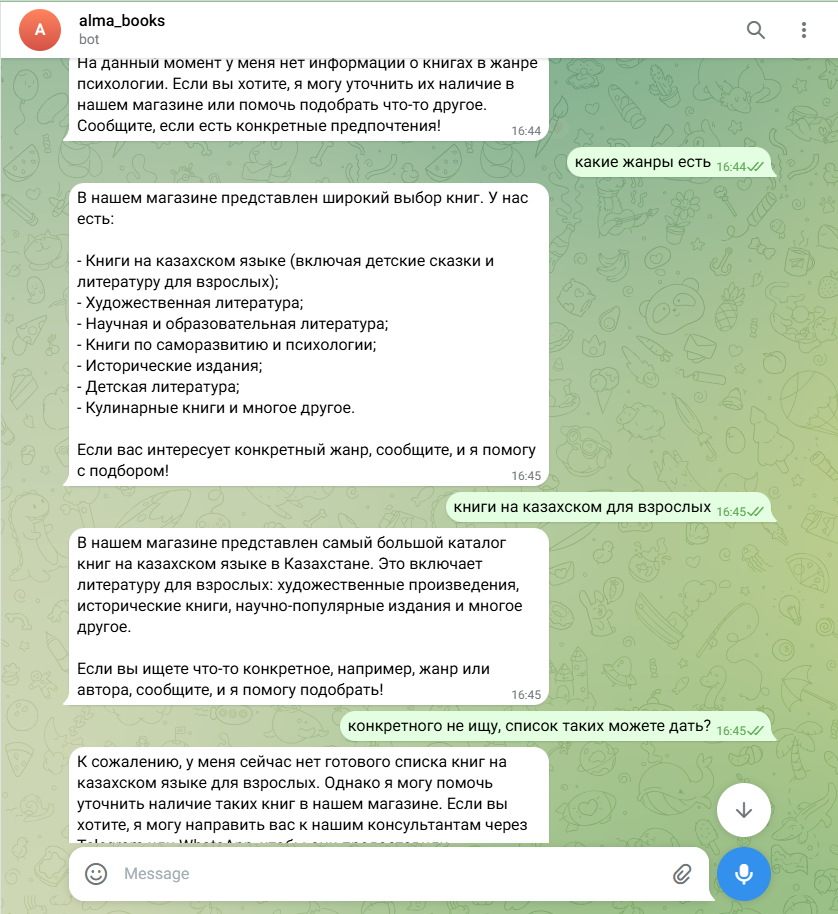 A
alma_books
bot
На данный момент у меня нет информации о книгах в жанре
психологии. Если вы хотите, я могу уточнить их наличие в
нашем магазине или помочь подобрать что-то другое.
Сообщите, если есть конкретные предпочтения!
16:44
какие жанры есть 16:44
В нашем магазине представлен широкий выбор книг. У нас
есть:
- Книги на казахском языке (включая детские сказки и
литературу для взрослых);
- Художественная литература;
- Научная и образовательная литература;
- Книги по саморазвитию и психологии;
- Исторические издания;
- Детская литература;
- Кулинарные книги и многое другое.
Если вас интересует конкретный жанр, сообщите, и я помогу
с подбором!
16:45
книги на казахском для взрослых 16:45
В нашем магазине представлен самый большой каталог
книг на казахском языке в Казахстане. Это включает
литературу для взрослых: художественные произведения,
исторические книги, научно-популярные издания и многое
другое.
Если вы ищете что-то конкретное, например, жанр или
автора, сообщите, и я помогу подобрать!
16:45
конкретного не ищу, список таких можете дать? 16:45
К сожалению, у меня сейчас нет готового списка книг на
казахском языке для взрослых. Однако я могу помочь
уточнить наличие таких книг в нашем магазине. Если вы
хотите, я могу направить вас к нашим консультантам через
Message